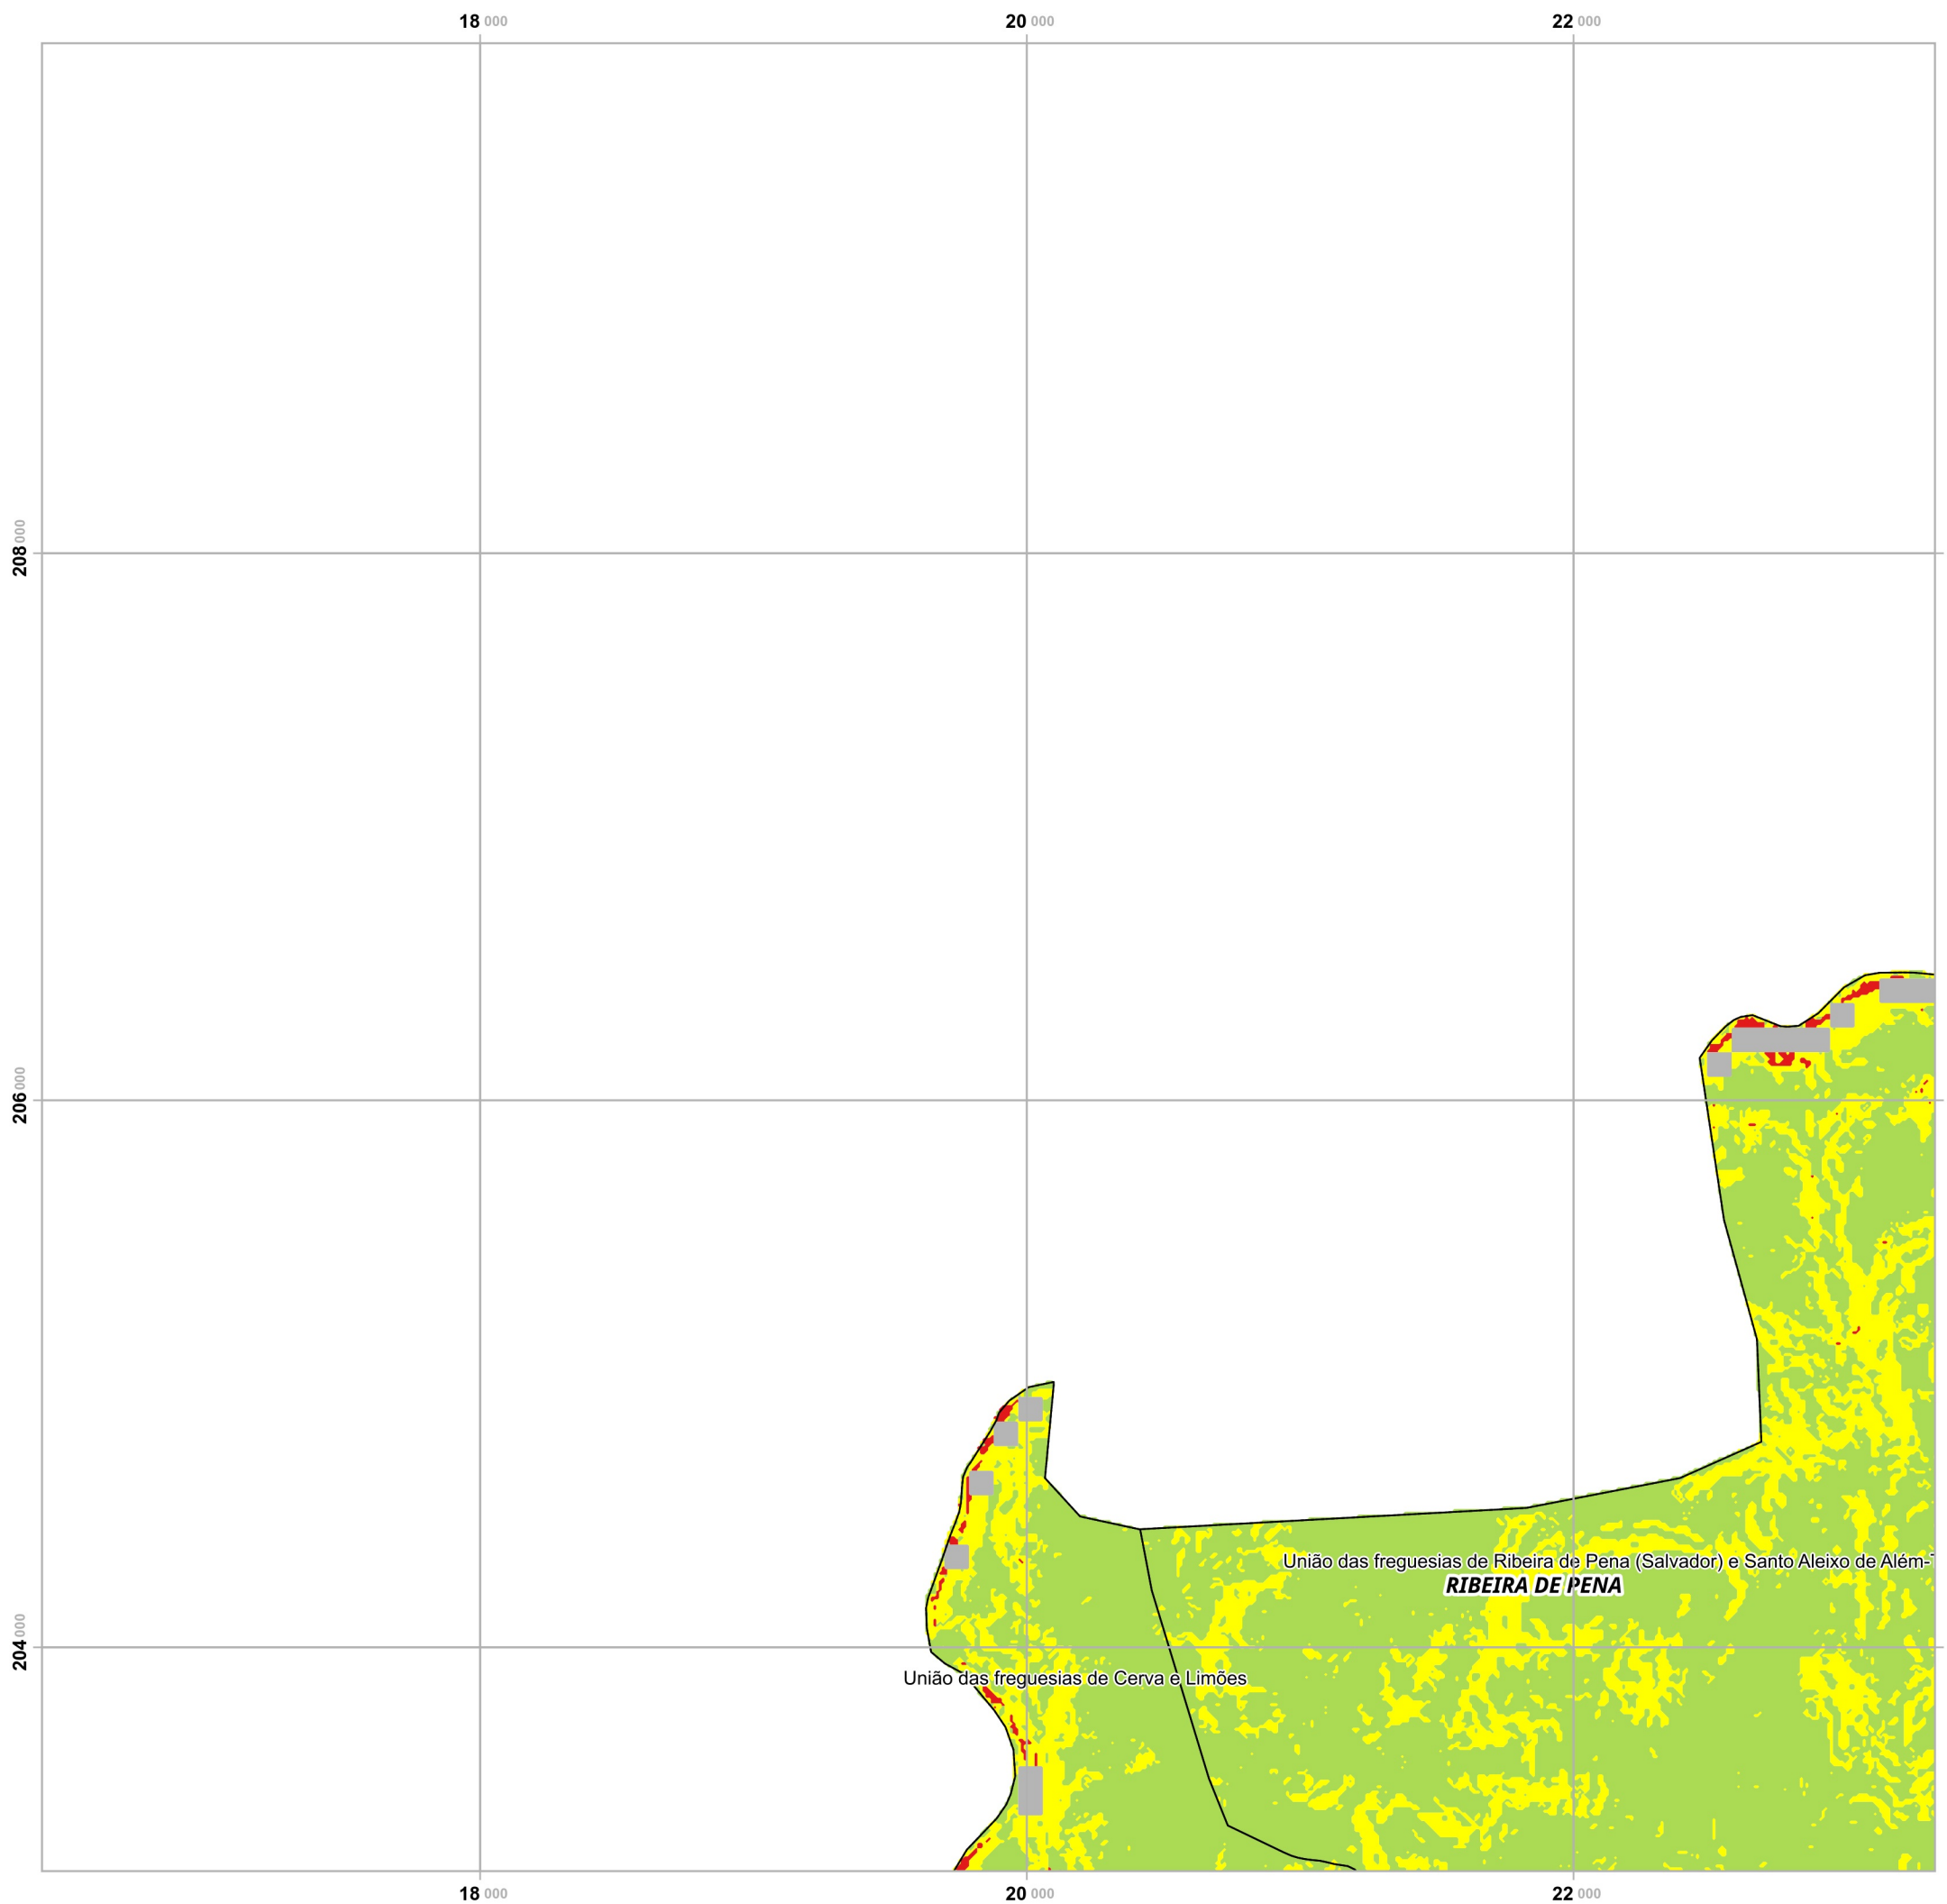 18 000 20 000 22 000
208 000
206 000
204 000
União das freguesias de Ribeira de Pena (Salvador) e Santo Aleixo de Além-
RIBEIRA DE PENA
União das freguesias de Cerva e Limões
18 000 20 000 22 000